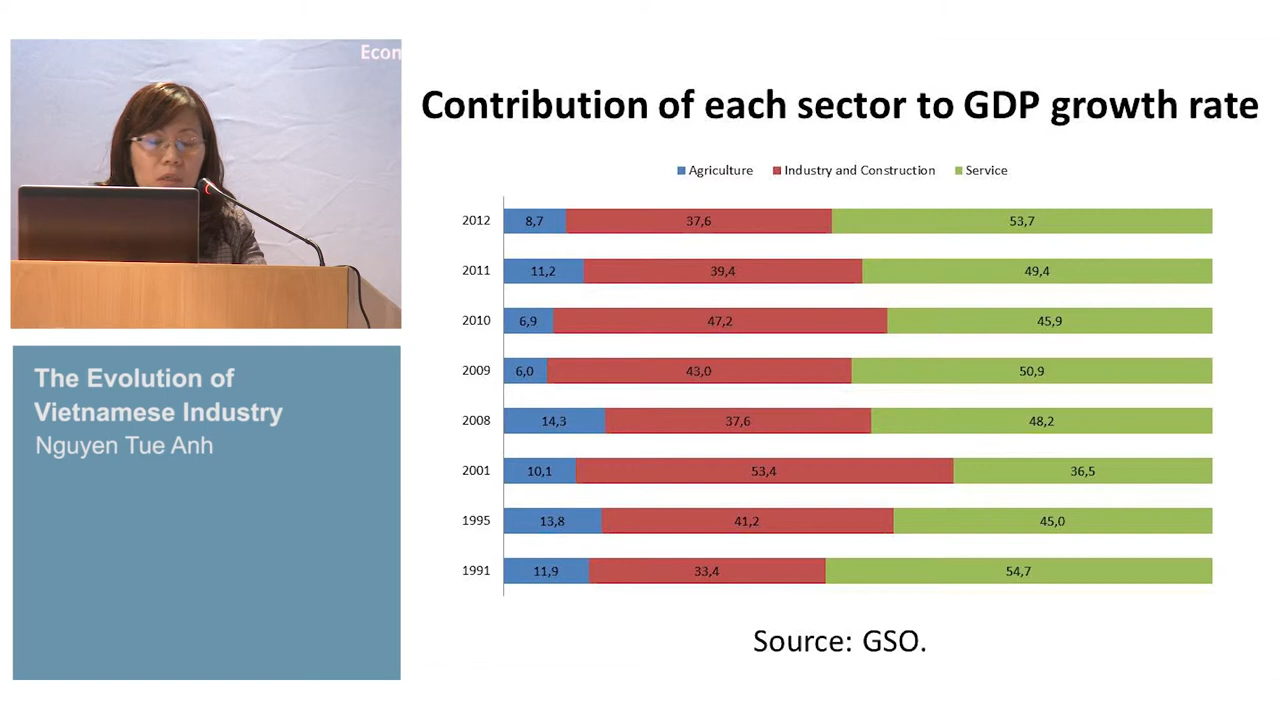 Econ
The Evolution of
Vietnamese Industry
Nguyen Tue Anh
Contribution of each sector to GDP growth rate
Agriculture Industry and Construction Service
2012 8,7 37,6 53,7
2011 11,2 39,4 49,4
2010 6,9 47,2 45,9
2009 6,0 43,0 50,9
2008 14,3 37,6 48,2
2001 10,1 53,4 36,5
1995 13,8 41,2 45,0
1991 11,9 33,4 54,7
Source: GSO.